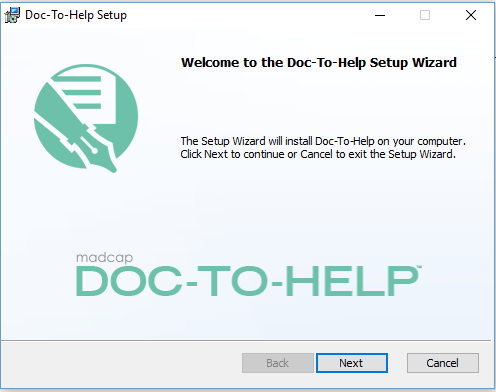 Doc-To-Help Setup
Welcome to the Doc-To-Help Setup Wizard
The Setup Wizard will install Doc-To-Help on your computer.
Click Next to continue or Cancel to exit the Setup Wizard.
madcap
DOC-TO-HELP™
Back Next Cancel